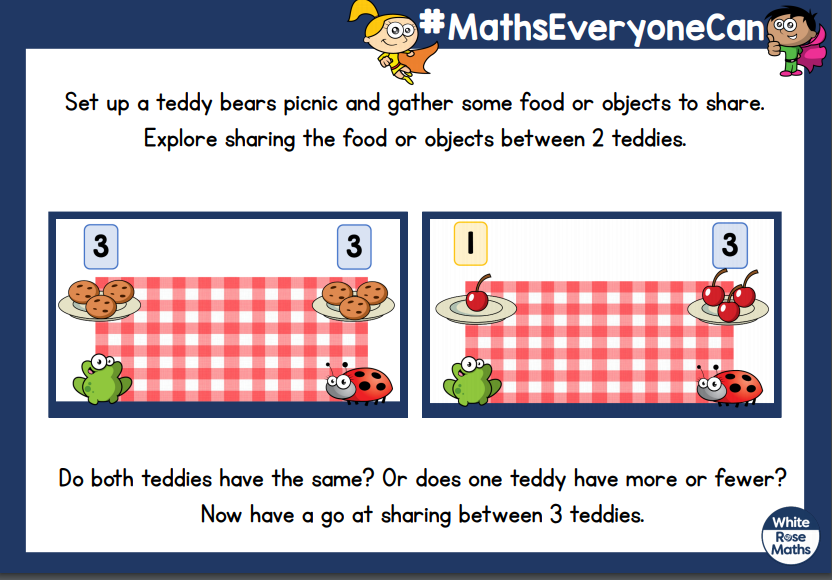 #MathsEveryoneCan
Set up a teddy bears picnic and gather some food or objects to share.
Explore sharing the food or objects between 2 teddies.
3
3
1
3
Do both teddies have the same? Or does one teddy have more or fewer?
Now have a go at sharing between 3 teddies.
White
Rose
Maths